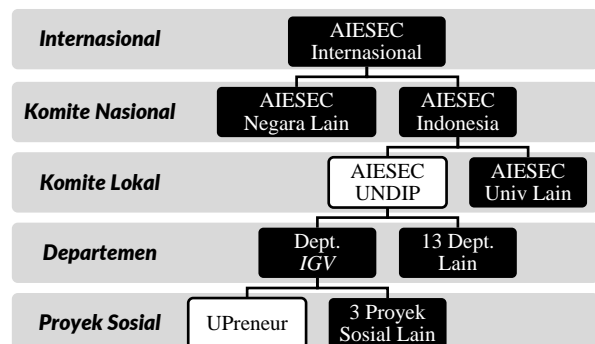 Internasional
AIESEC
Internasional
Komite Nasional
AIESEC
Negara Lain
AIESEC
Indonesia
Komite Lokal
AIESEC
UNDIP
AIESEC
Univ Lain
Departemen
Dept.
IGV
13 Dept.
Lain
Proyek Sosial
UPreneur
3 Proyek
Sosial Lain